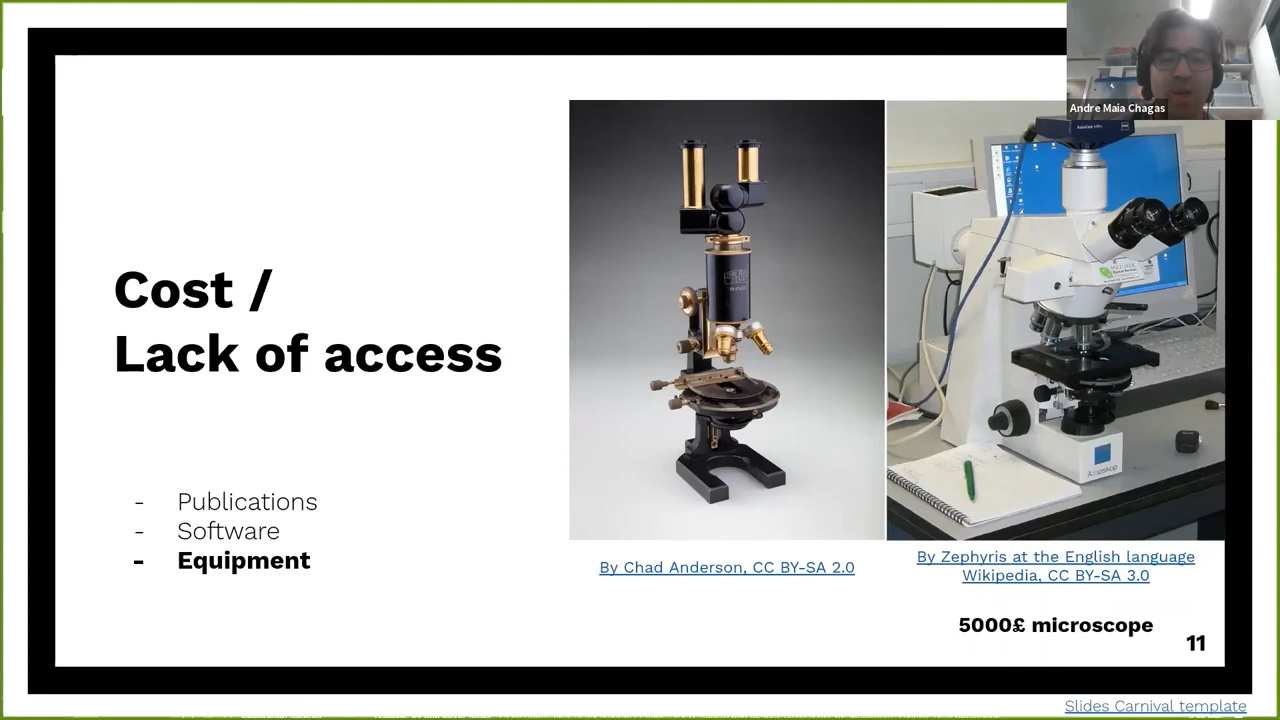 Andre Maia Chagas
Cost /
Lack of access
- Publications
- Software
- Equipment
By Chad Anderson, CC BY-SA 2.0
By Zephyris at the English language
Wikipedia, CC BY-SA 3.0
5000£ microscope
11
Slides Carnival template